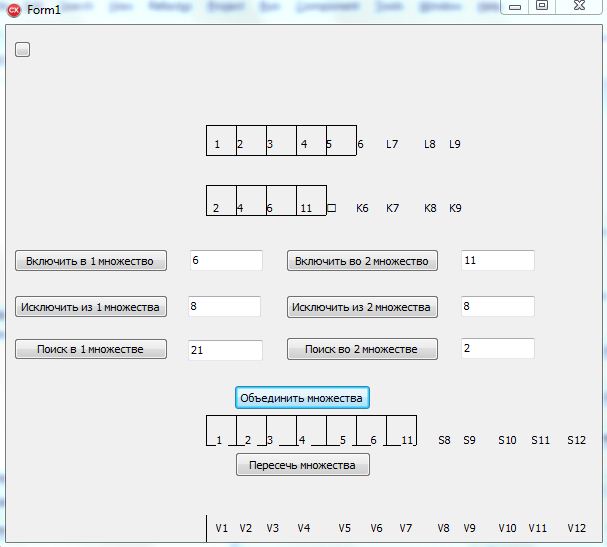 Form1
1 2 3 4 5 6 L7 L8 L9
2 4 6 11 K6 K7 K8 K9
Включить в 1 множество 6 Включить во 2 множество 11
Исключить из 1 множества 8 Исключить из 2 множества 8
Поиск в 1 множестве 21 Поиск во 2 множестве 2
Объединить множества
1 2 3 4 5 6 11 S8 S9 S10 S11 S12
Пересечь множества
V1 V2 V3 V4 V5 V6 V7 V8 V9 V10 V11 V12